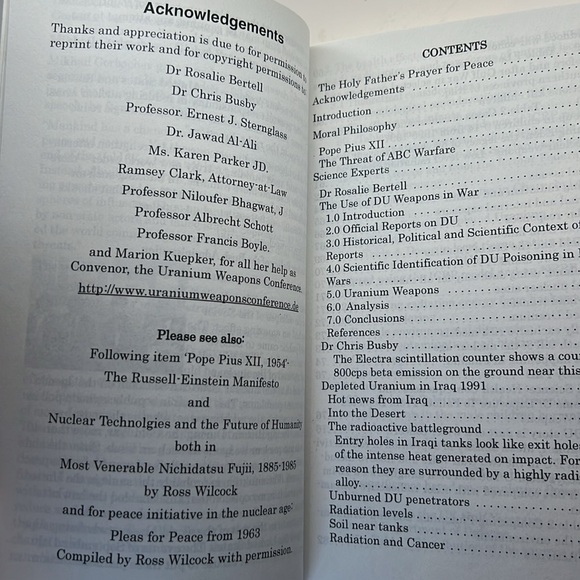 Acknowledgements
Thanks and appreciation is due to for permission to
reprint their work and for copyright permissions to:
Dr Rosalie Bertell
Dr Chris Busby
Professor. Ernest J. Sternglass
Dr. Jawad Al-Ali
Ms. Karen Parker JD.
Ramsey Clark, Attorney-at-Law
Professor Niloufer Bhagwat, J
Professor Albrecht Schott
Professor Francis Boyle.
and Marion Kuepker, for all her help as
Convenor, the Uranium Weapons Conference.
http://www.uraniumweaponsconference.de
Please see also:
Following item 'Pope Pius XII, 1954'-
The Russell-Einstein Manifesto
and
Nuclear Technolgies and the Future of Humanity
both in
Most Venerable Nichidatsu Fujii, 1885-1985
by Ross Wilcock
and for peace initiative in the nuclear age:
Pleas for Peace from 1963
Compiled by Ross Wilcock with permission.
CONTENTS
The Holy Father's Prayer for Peace
Acknowledgements
Introduction
Moral Philosophy
Pope Pius XII
The Threat of ABC Warfare
Science Experts
Dr Rosalie Bertell
The Use of DU Weapons in War
1.0 Introduction
2.0 Official Reports on DU
3.0 Historical, Political and Scientific Context of
Reports
4.0 Scientific Identification of DU Poisoning in
Wars
5.0 Uranium Weapons
6.0 Analysis
7.0 Conclusions
References
Dr Chris Busby
The Electra scintillation counter shows a
800cps beta emission on the ground near this
Depleted Uranium in Iraq 1991
Hot news from Iraq
Into the Desert
The radioactive battleground
Entry holes in Iraqi tanks look like exit
of the intense heat generated on impact. For
reason they are surrounded by a highly
alloy.
Unburned DU penetrators
Radiation levels
Soil near tanks
Radiation and Cancer